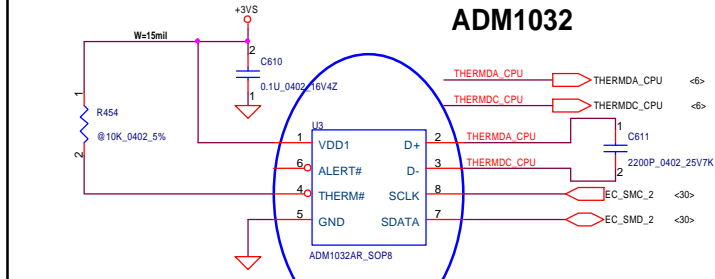 ADM1032
+3VS
W=15mil
2
C610
0.1U_0402_16V4Z
1
1
R454
@10K_0402_5%
2
THERMDA_CPU
THERMDA_CPU
<6>
THERMDC_CPU
THERMDC_CPU
<6>
U3
1
VDD1
D+
2
THERMDA_CPU
1
C611
2200P_0402_25V7K
2
6
ALERT#
D-
3
THERMDC_CPU
4
THERM#
SCLK
8
EC_SMC_2
<30>
5
GND
SDATA
7
EC_SMD_2
<30>
ADM1032AR_SOP8